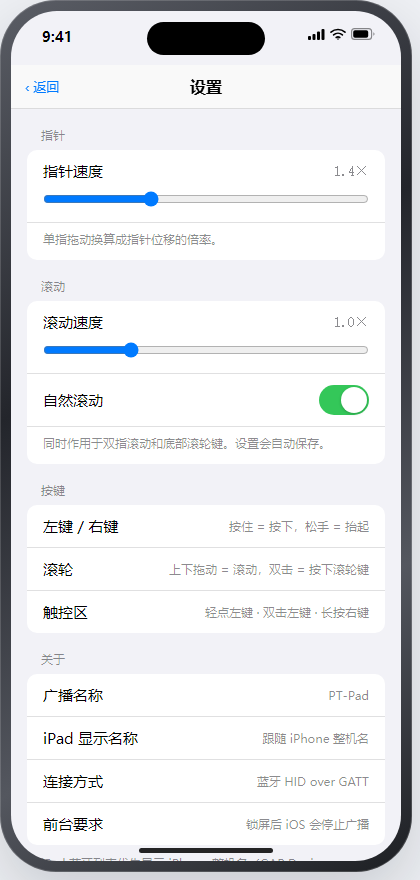 9:41
‹ 返回
设置
指针
指针速度 1.4×
单指拖动换算成指针位移的倍率。
滚动
滚动速度 1.0×
自然滚动
同时作用于双指滚动和底部滚轮键。设置会自动保存。
按键
左键 / 右键 按住 = 按下，松手 = 抬起
滚轮 上下拖动 = 滚动，双击 = 按下滚轮键
触控区 轻点左键 · 双击左键 · 长按右键
关于
广播名称 PT-Pad
iPad 显示名称 跟随 iPhone 整机名
连接方式 蓝牙 HID over GATT
前台要求 锁屏后 iOS 会停止广播